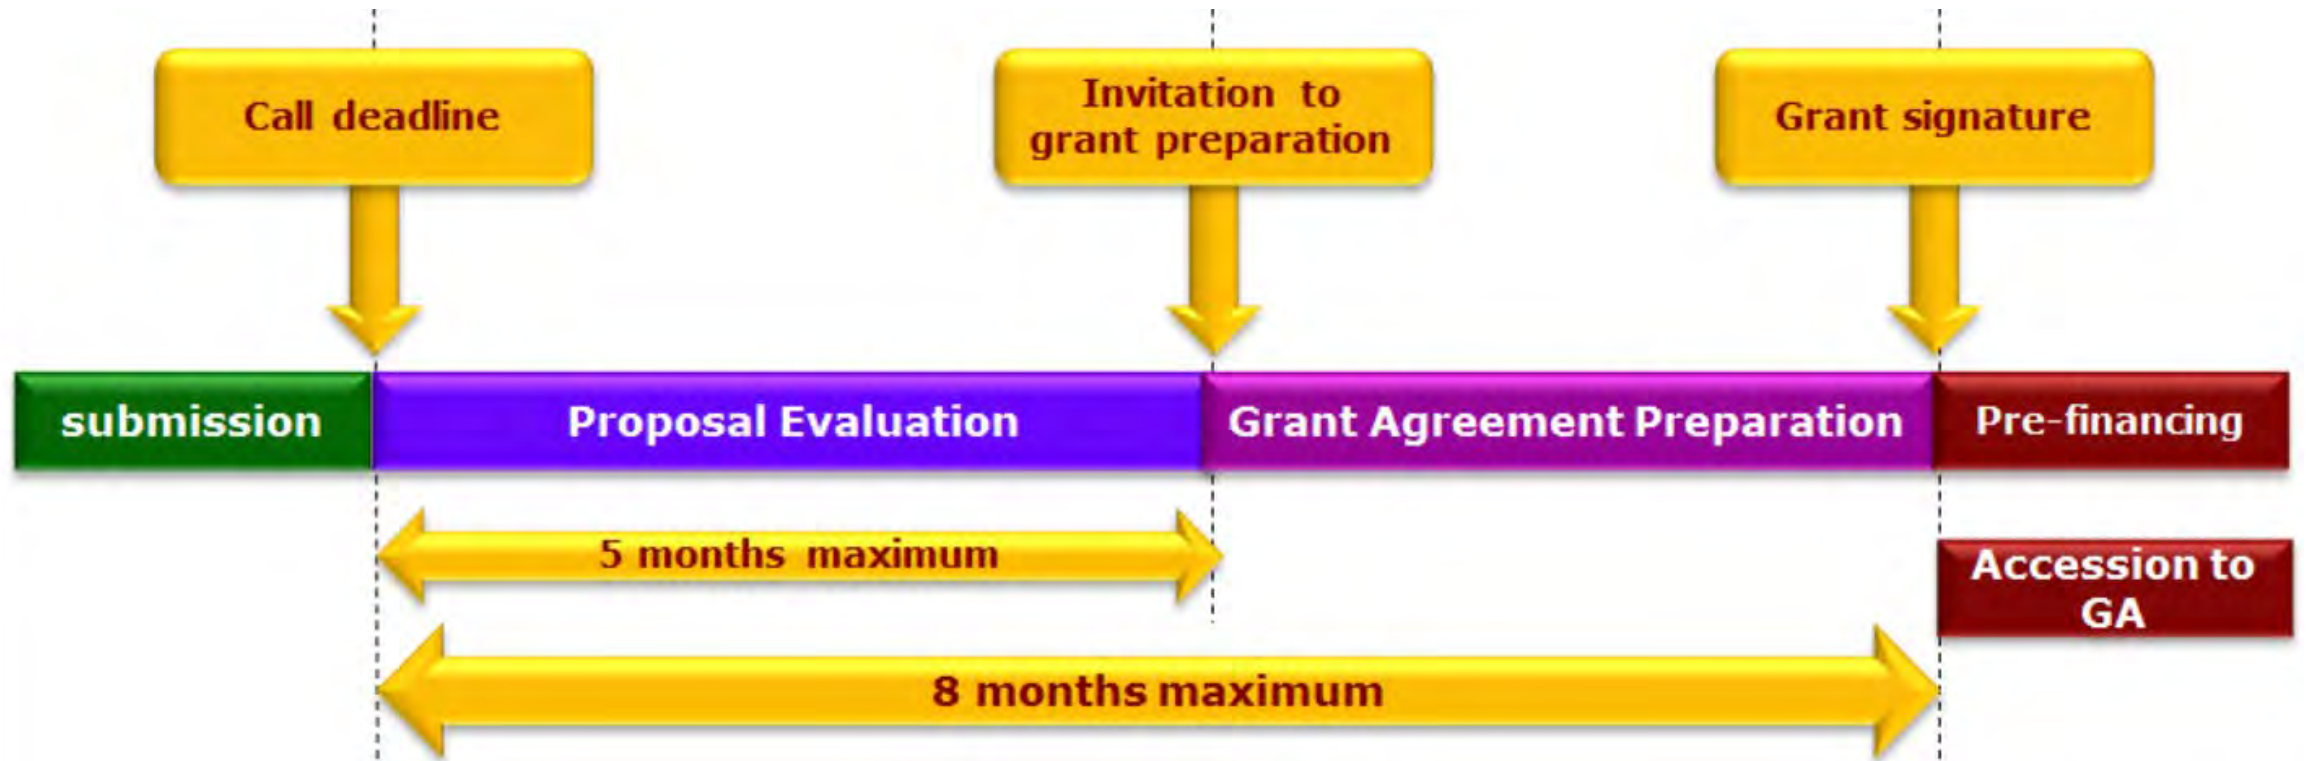 Call deadline
Invitation to
grant preparation
Grant signature
submission
Proposal Evaluation
Grant Agreement Preparation
Pre-financing
5 months maximum
Accession to
GA
8 months maximum